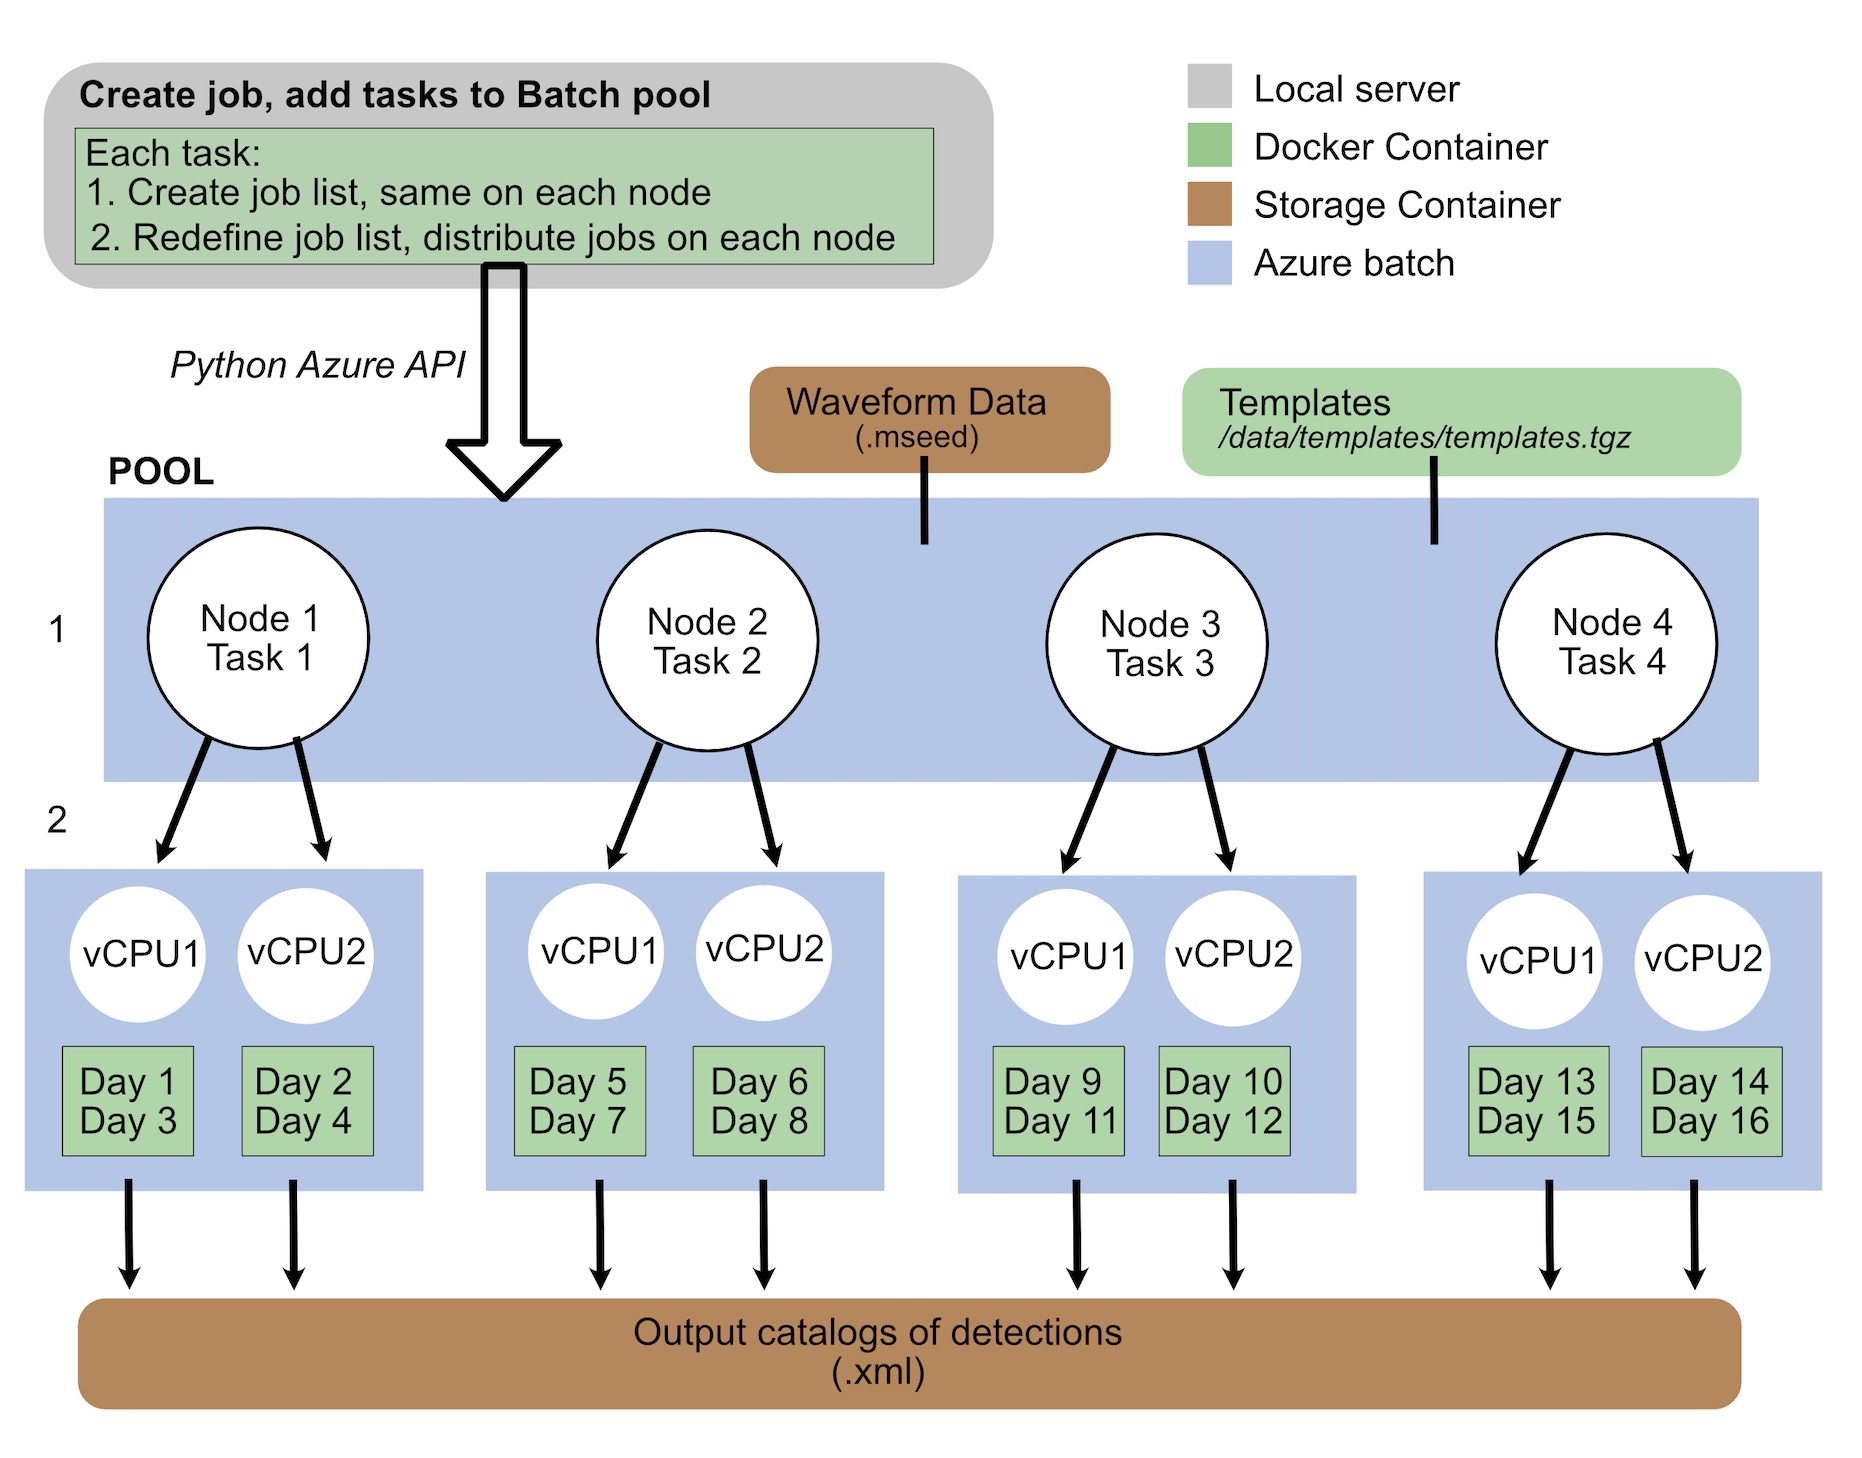 Create job, add tasks to Batch pool
Each task:
1. Create job list, same on each node
2. Redefine job list, distribute jobs on each node
Local server
Docker Container
Storage Container
Azure batch
Python Azure API
Waveform Data
(.mseed)
Templates
/data/templates/templates.tgz
POOL
1
Node 1
Task 1
Node 2
Task 2
Node 3
Task 3
Node 4
Task 4
2
vCPU1
vCPU2
vCPU1
vCPU2
vCPU1
vCPU2
vCPU1
vCPU2
Day 1
Day 3
Day 2
Day 4
Day 5
Day 7
Day 6
Day 8
Day 9
Day 11
Day 10
Day 12
Day 13
Day 15
Day 14
Day 16
Output catalogs of detections
(.xml)